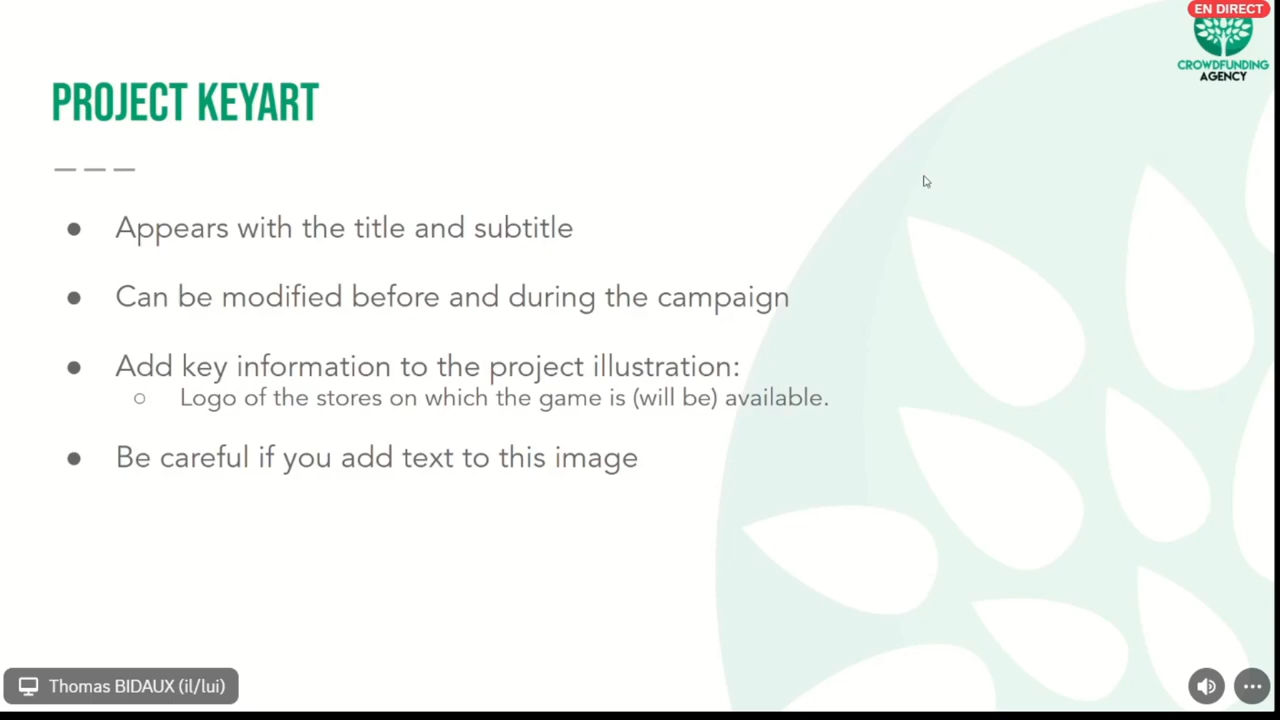 EN DIRECT
CROWDFUNDING
AGENCY
PROJECT KEYART
Appears with the title and subtitle
Can be modified before and during the campaign
Add key information to the project illustration:
Logo of the stores on which the game is (will be) available.
Be careful if you add text to this image
Thomas BIDAUX (il/lui)